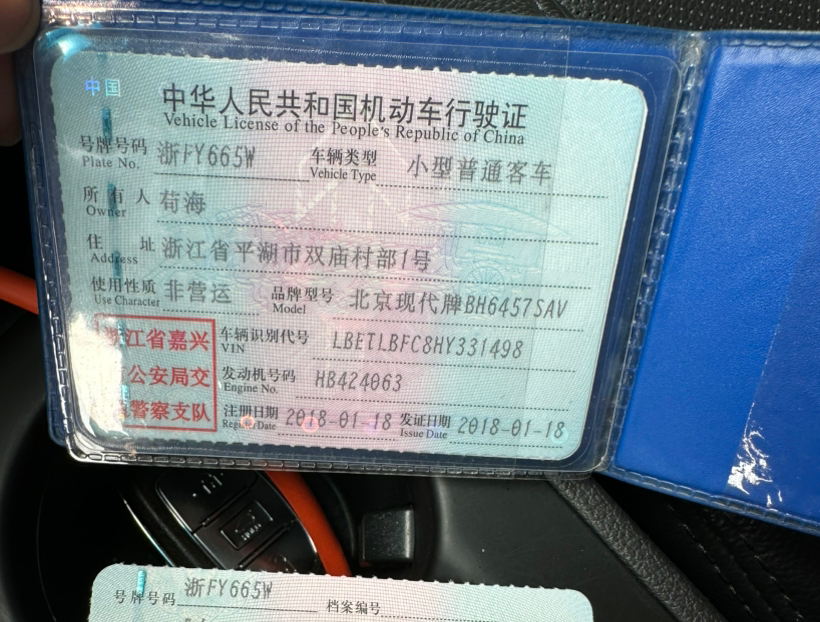 中国
中华人民共和国机动车行驶证
Vehicle License of the People's Republic of China
号牌号码 浙FY665W 车辆类型 小型普通客车
Plate No. Vehicle Type
所有人 苟海
Owner
住址 浙江省平湖市双庙村部1号
Address
使用性质 非营运 品牌型号 北京现代牌BH6457SAV
Use Character Model
江省嘉兴 车辆识别代号 LBETLBFC8HY331498
VIN
公安局交 发动机号码 HB424063
Engine No.
警察支队 注册日期 2018-01-18 发证日期 2018-01-18
Register Date Issue Date
号牌号码 浙FY665W 档案编号